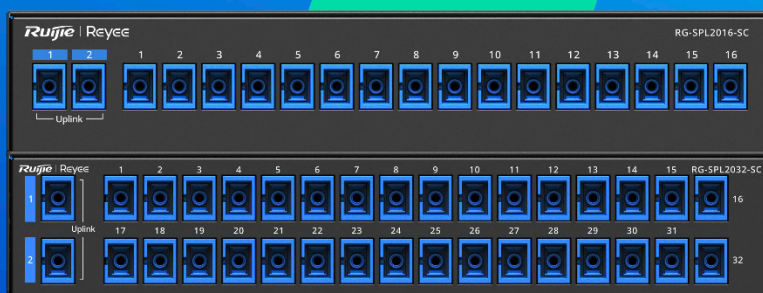 Ruijie | Reyee RG-SPL2016-SC
1 2 1 2 3 4 5 6 7 8 9 10 11 12 13 14 15 16
Uplink
Ruijie | Reyee 1 2 3 4 5 6 7 8 9 10 11 12 13 14 15 RG-SPL2032-SC
1 16
Uplink 17 18 19 20 21 22 23 24 25 26 27 28 29 30 31
2 32